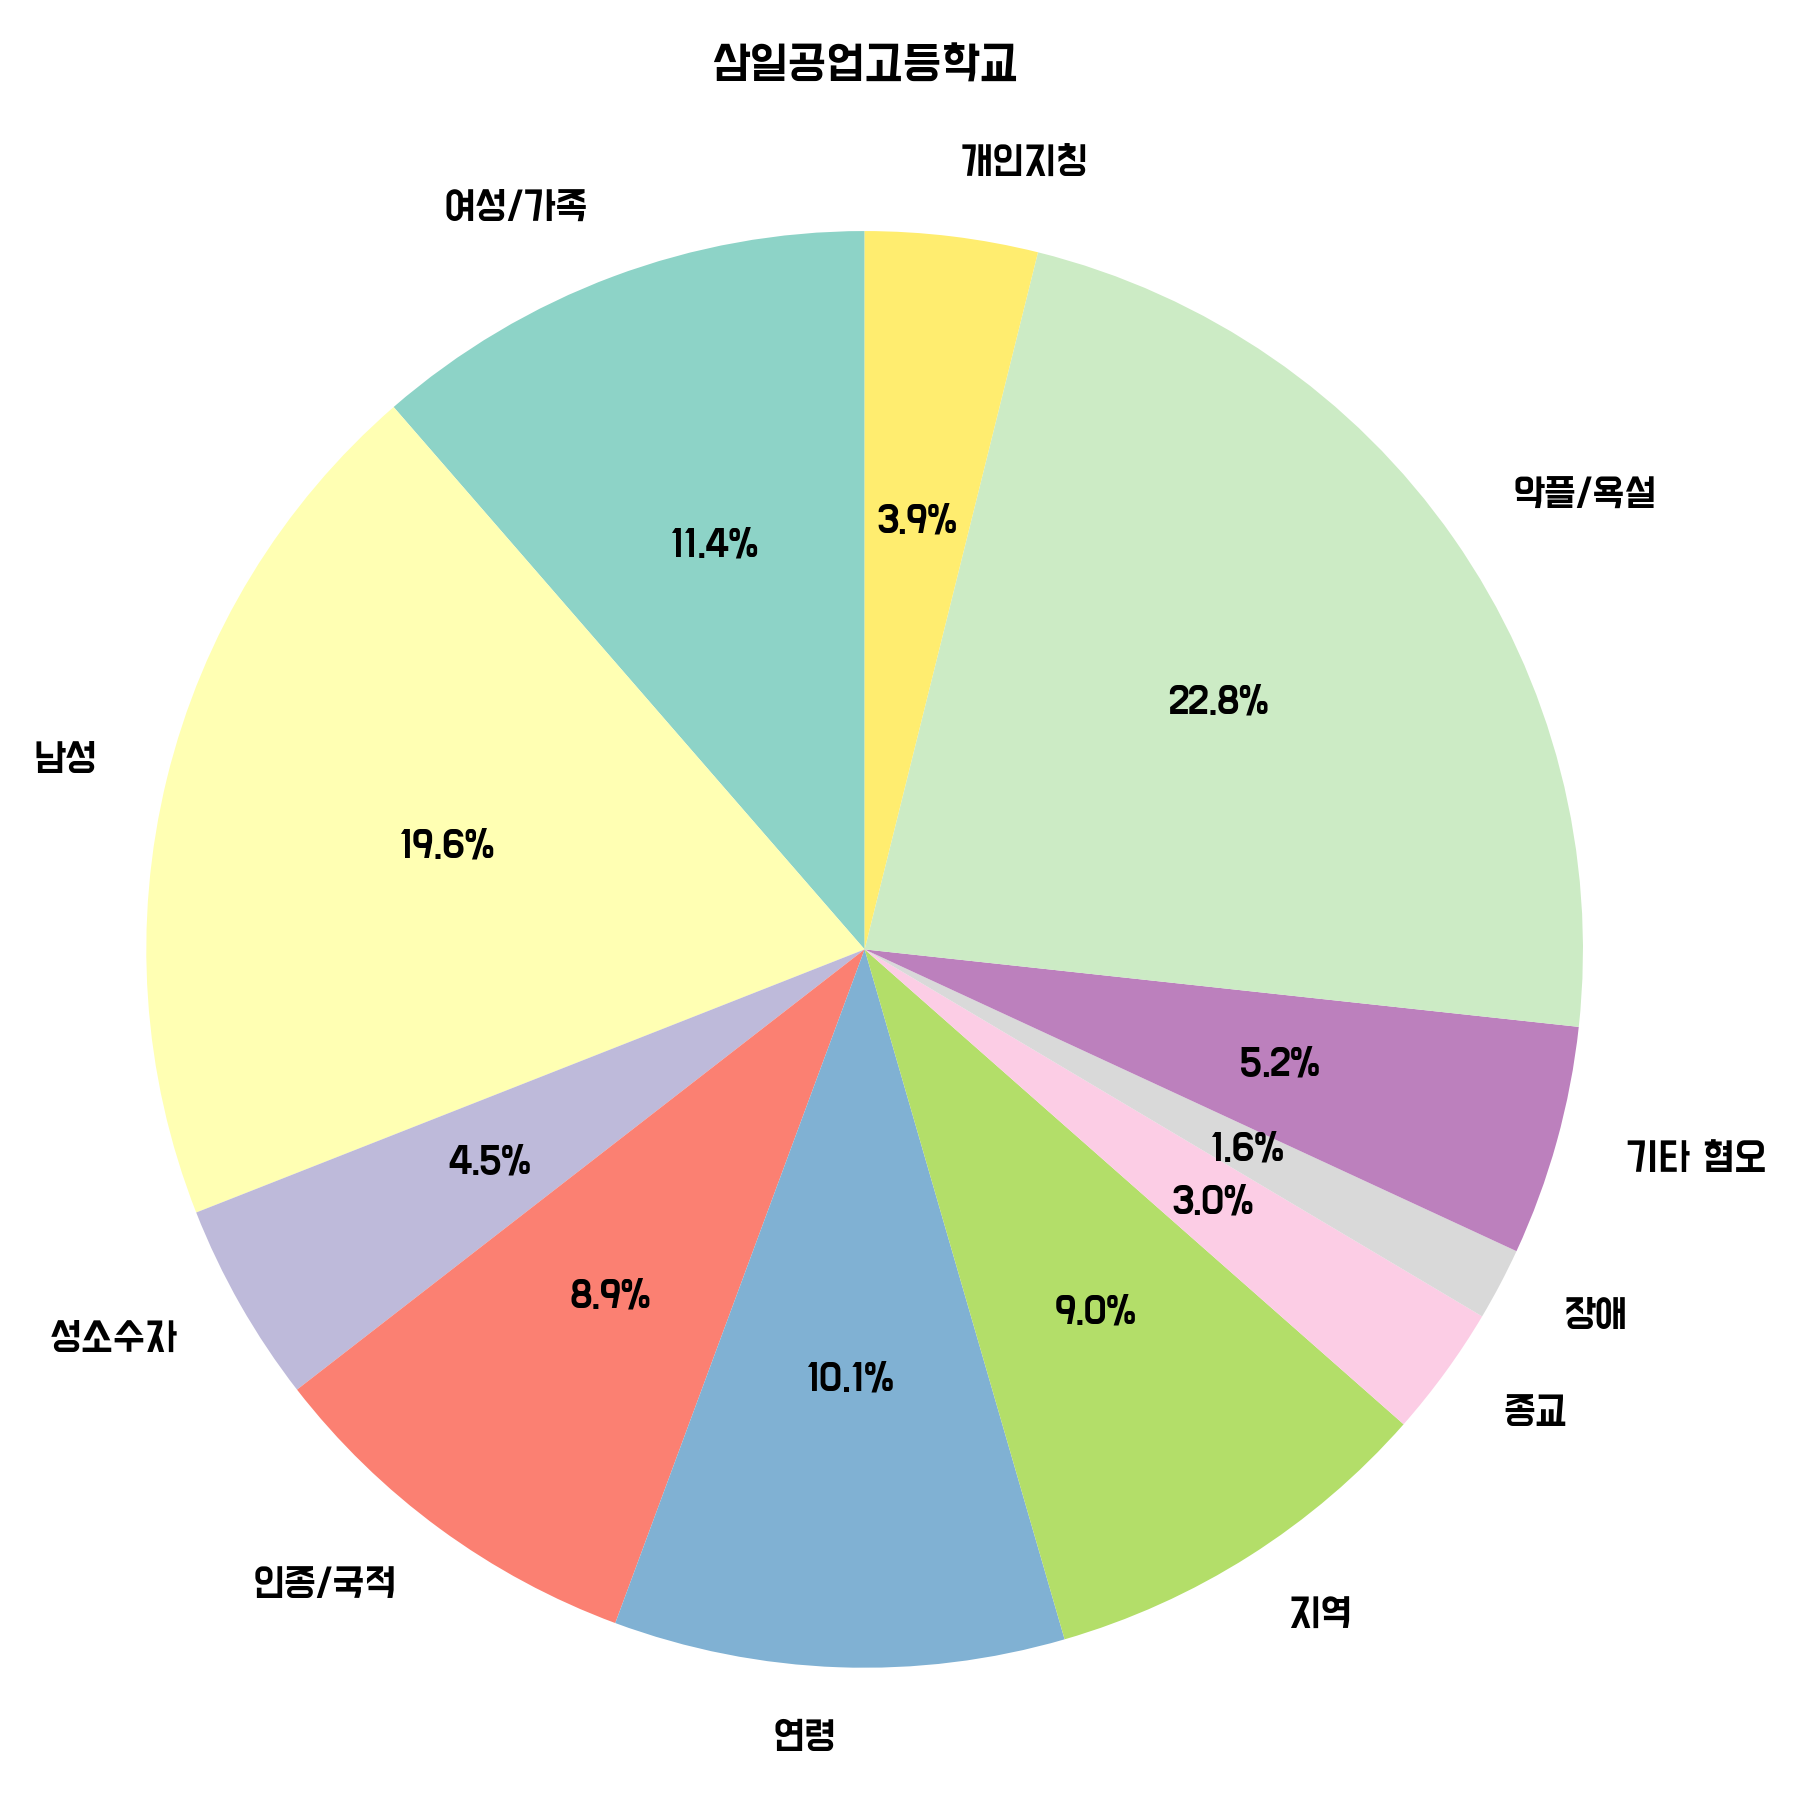 삼일공업고등학교
개인지칭
여성/가족
악플/욕설
3.9%
11.4%
22.8%
남성
19.6%
5.2%
1.6%
기타 혐오
4.5%
3.0%
8.9%
9.0%
장애
성소수자
10.1%
종교
인종/국적
지역
연령